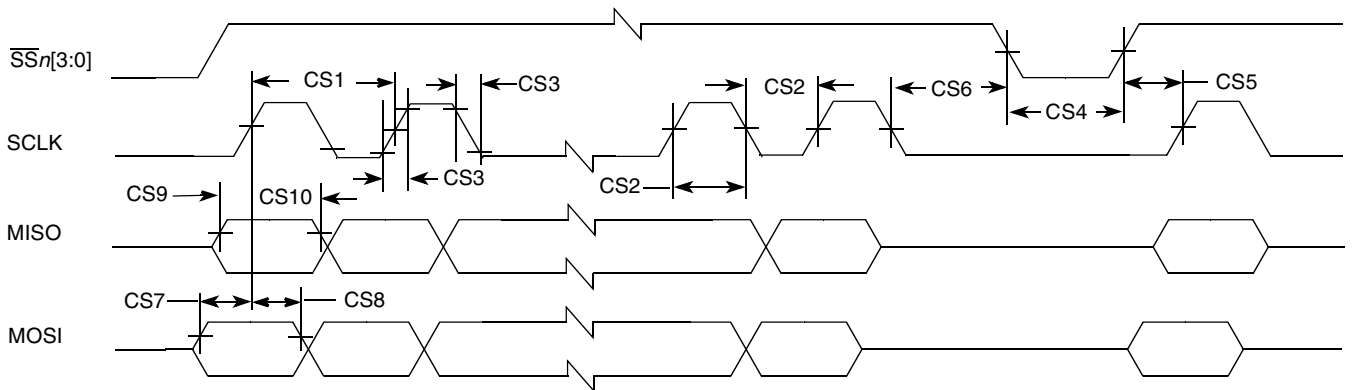 SSn[3:0]
CS1
CS3
CS2
CS6
CS4
CS5
SCLK
CS3
CS2
CS9
CS10
MISO
CS7
CS8
MOSI